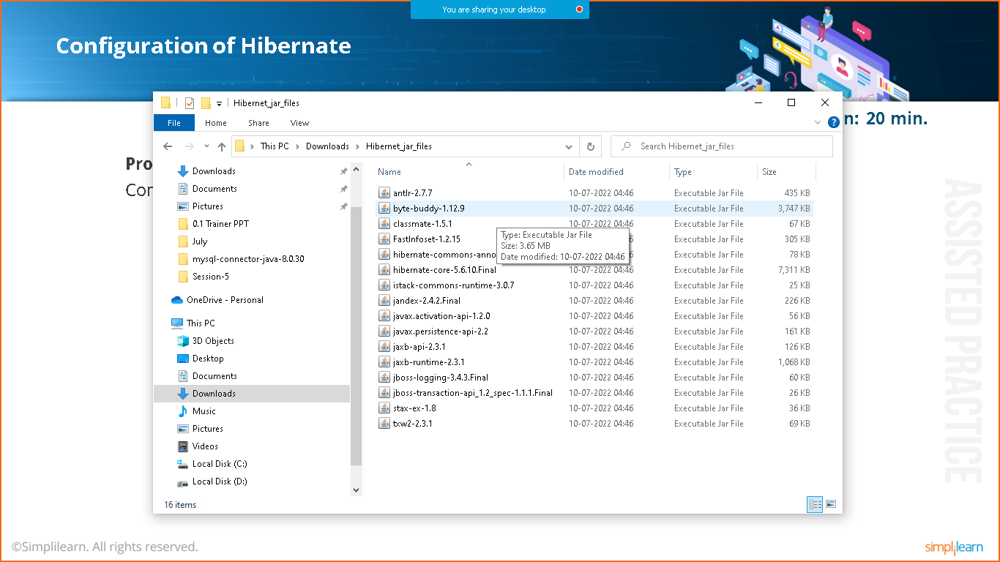 You are sharing your desktop
Configuration of Hibernate
n: 20 min.
Pro
Con
ASSISTED PRACTICE
Hibernet_jar_files
File Home Share View
This PC > Downloads > Hibernet_jar_files
Search Hibernet_jar_files
Downloads
Documents
Pictures
0.1 Trainer PPT
July
mysql-connector-java-8.0.30
Session-5
OneDrive - Personal
This PC
3D Objects
Desktop
Documents
Downloads
Music
Pictures
Videos
Local Disk (C:)
Local Disk (D:)
Name Date modified Type Size
antlr-2.7.7 10-07-2022 04:46 Executable Jar File 435 KB
byte-buddy-1.12.9 10-07-2022 04:46 Executable Jar File 3,747 KB
classmate-1.5.1 10-07-2022 04:46 Executable Jar File 67 KB
FastInfoset-1.2.15 :46 Executable Jar File 305 KB
hibernate-commons-anno :46 Executable Jar File 78 KB
hibernate-core-5.6.10.Final 10-07-2022 04:46 Executable Jar File 7,311 KB
istack-commons-runtime-3.0.7 10-07-2022 04:46 Executable Jar File 25 KB
jandex-2.4.2.Final 10-07-2022 04:46 Executable Jar File 226 KB
javax.activation-api-1.2.0 10-07-2022 04:46 Executable Jar File 56 KB
javax.persistence-api-2.2 10-07-2022 04:46 Executable Jar File 161 KB
jaxb-api-2.3.1 10-07-2022 04:46 Executable Jar File 126 KB
jaxb-runtime-2.3.1 10-07-2022 04:46 Executable Jar File 1,068 KB
jboss-logging-3.4.3.Final 10-07-2022 04:46 Executable Jar File 60 KB
jboss-transaction-api_1.2_spec-1.1.1.Final 10-07-2022 04:46 Executable Jar File 26 KB
stax-ex-1.8 10-07-2022 04:46 Executable Jar File 36 KB
txw2-2.3.1 10-07-2022 04:46 Executable Jar File 69 KB
Type: Executable Jar File
Size: 3.65 MB
Date modified: 10-07-2022 04:46
16 items
©Simplilearn. All rights reserved.
simplilearn